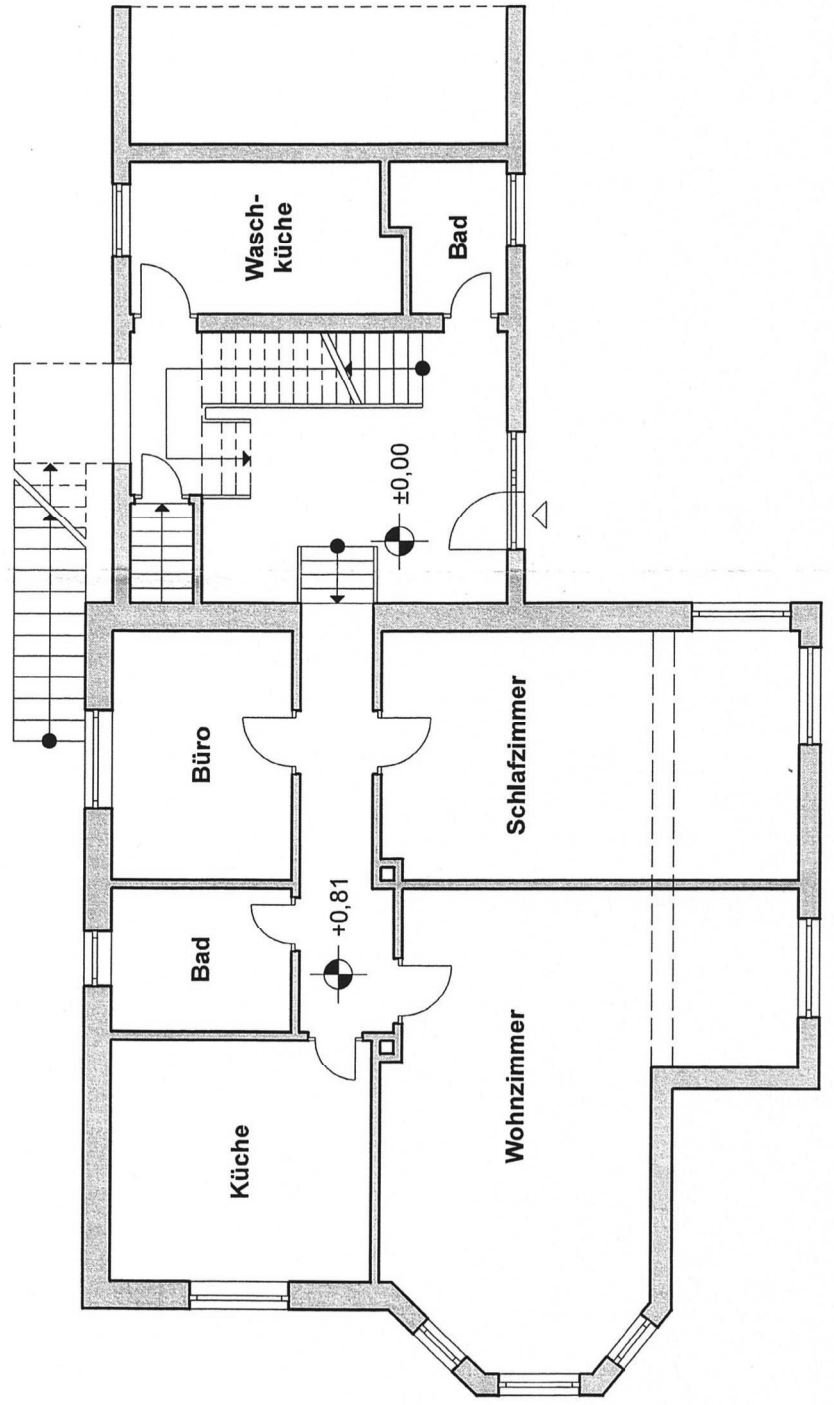 Küche
Bad
Büro
Wasch-
küche
Bad
+0,81
±0,00
Wohnzimmer
Schlafzimmer